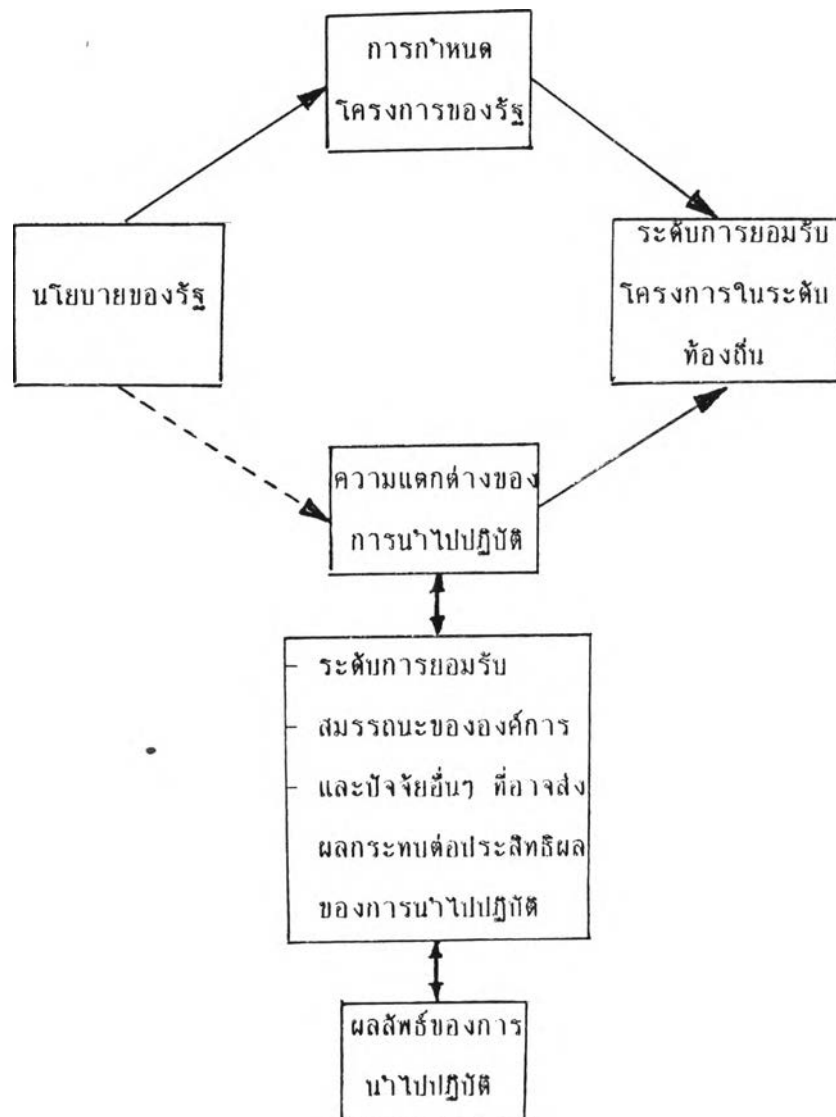 การกำหนด
โครงการของรัฐ
นโยบายของรัฐ
ระดับการยอมรับ
โครงการในระดับ
ท้องถิ่น
ความแตกต่างของ
การนำไปปฏิบัติ
- ระดับการยอมรับ
- สมรรถนะขององค์การ
- และปัจจัยอื่นๆ ที่อาจส่ง
ผลกระทบต่อประสิทธิผล
ของการนำไปปฏิบัติ
ผลลัพธ์ของการ
นำไปปฏิบัติ